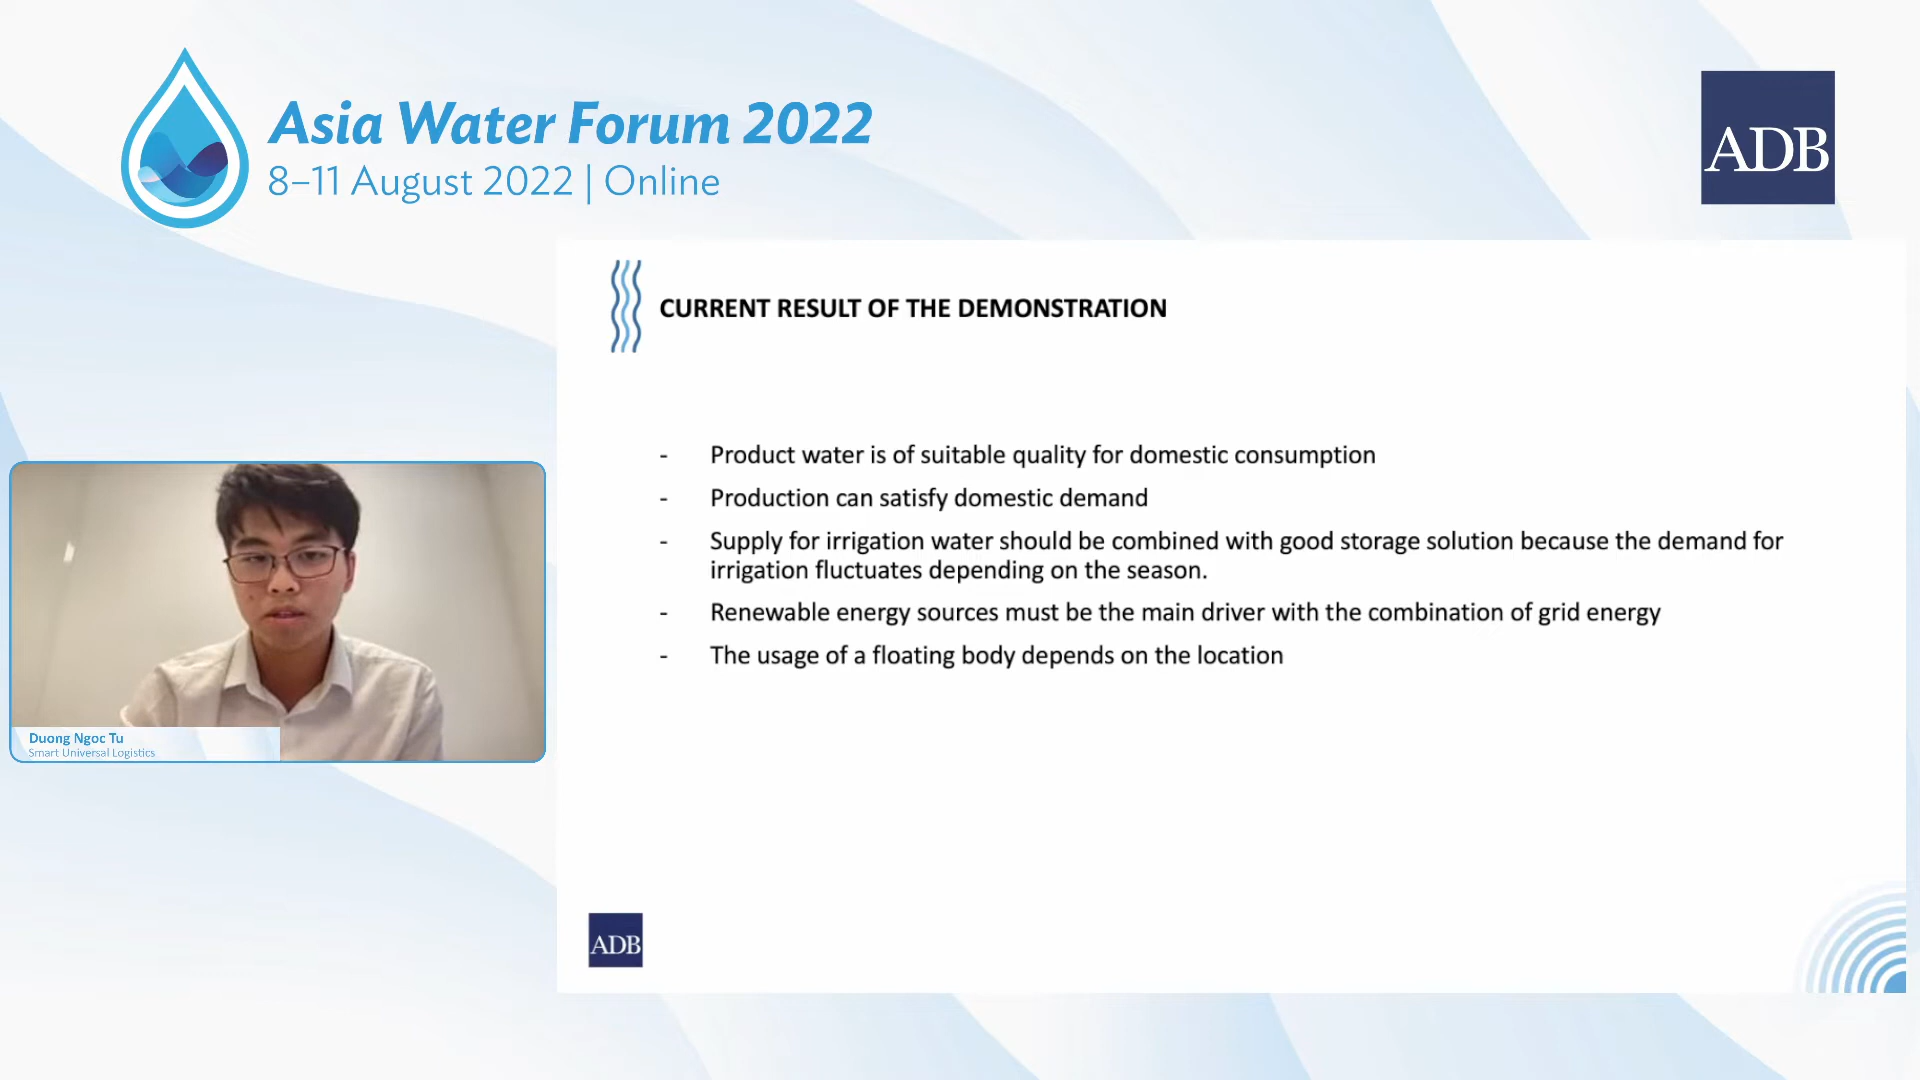 Asia Water Forum 2022
8–11 August 2022 | Online
ADB
CURRENT RESULT OF THE DEMONSTRATION
- Product water is of suitable quality for domestic consumption
- Production can satisfy domestic demand
- Supply for irrigation water should be combined with good storage solution because the demand for
irrigation fluctuates depending on the season.
- Renewable energy sources must be the main driver with the combination of grid energy
- The usage of a floating body depends on the location
Duong Ngoc Tu
Smart Universal Logistics
ADB